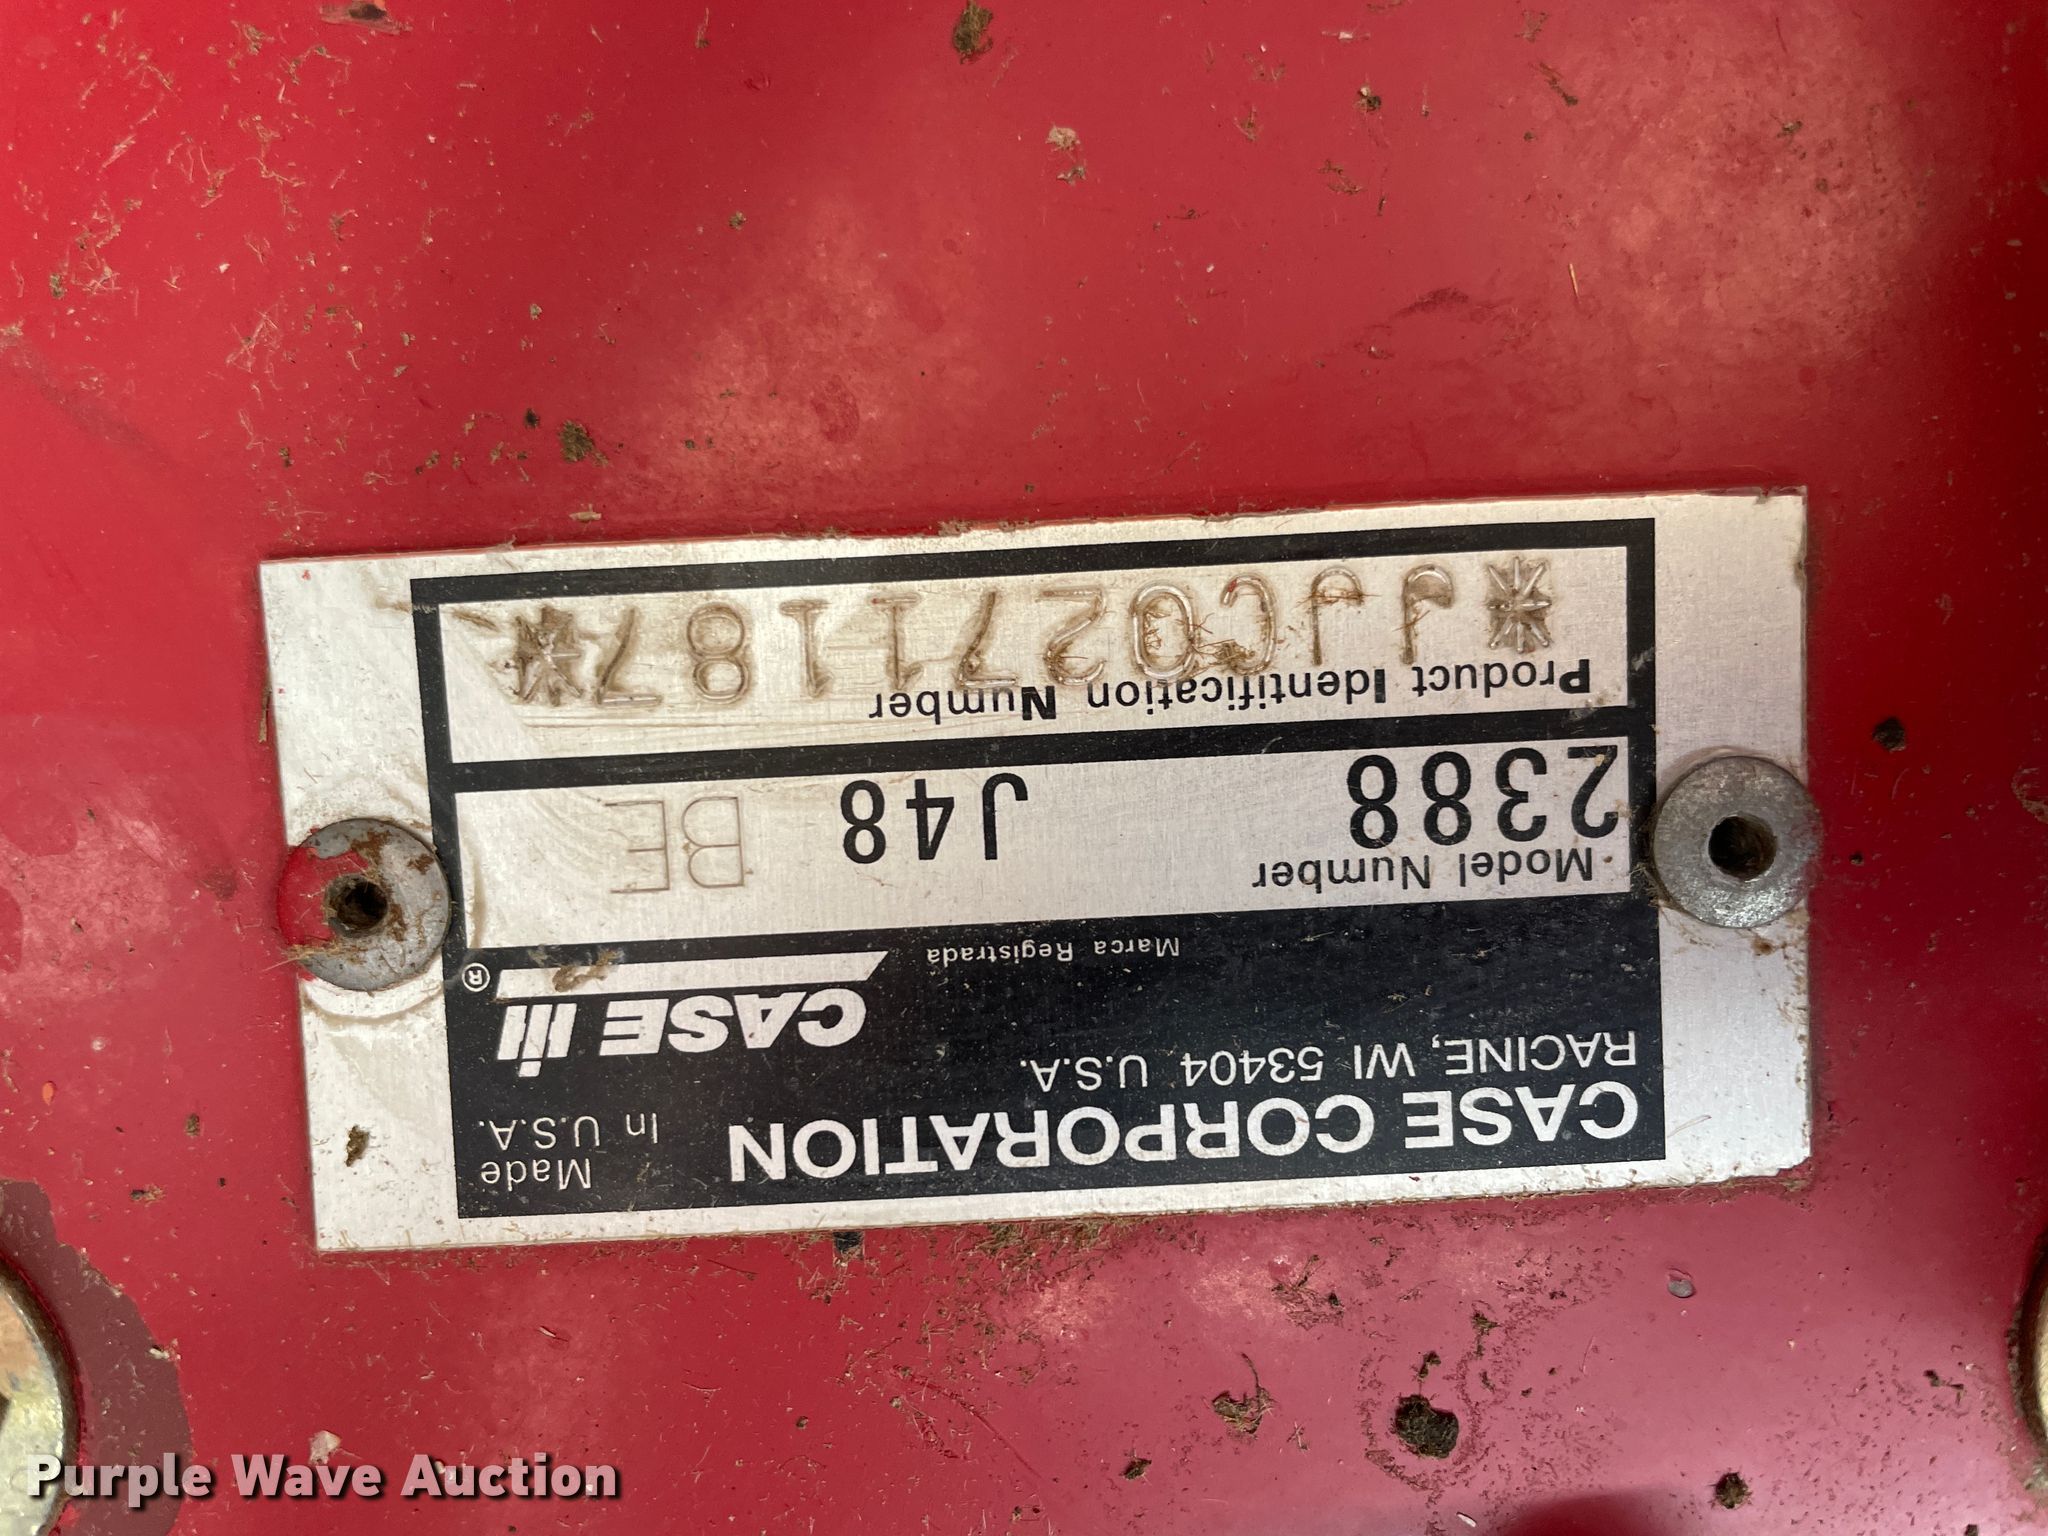 CASE CORPORATION
Made
In U.S.A.
RACINE, WI 53404 U.S.A.
CASE IH ®
Marca Registrada
Model Number
2388 J48 BE
Product Identification Number
*JJC0271187*
Purple Wave Auction